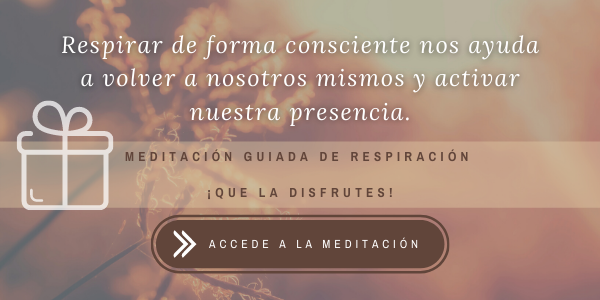 Respirar de forma consciente nos ayuda
a volver a nosotros mismos y activar
nuestra presencia.
MEDITACIÓN GUIADA DE RESPIRACIÓN
¡QUE LA DISFRUTES!
ACCEDE A LA MEDITACIÓN